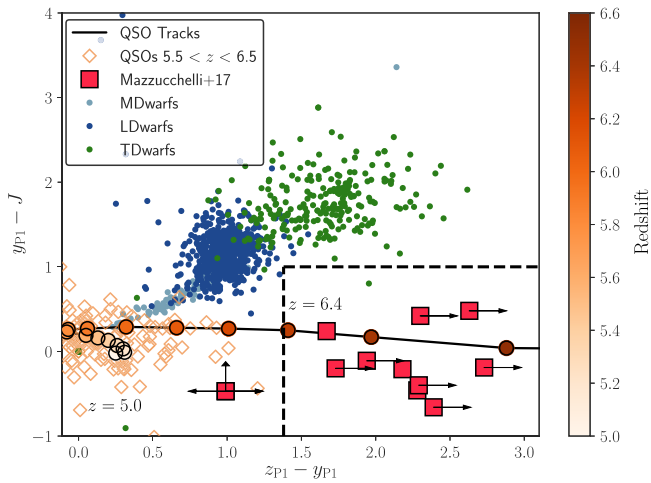 QSO Tracks
QSOs 5.5 < z < 6.5
Mazzucchelli+17
MDwarfs
LDwarfs
TDwarfs
z = 6.4
z = 5.0
4
3
2
1
0
−1
y_P1 − J
0.0
0.5
1.0
1.5
2.0
2.5
3.0
z_P1 − y_P1
6.6
6.4
6.2
6.0
5.8
5.6
5.4
5.2
5.0
Redshift